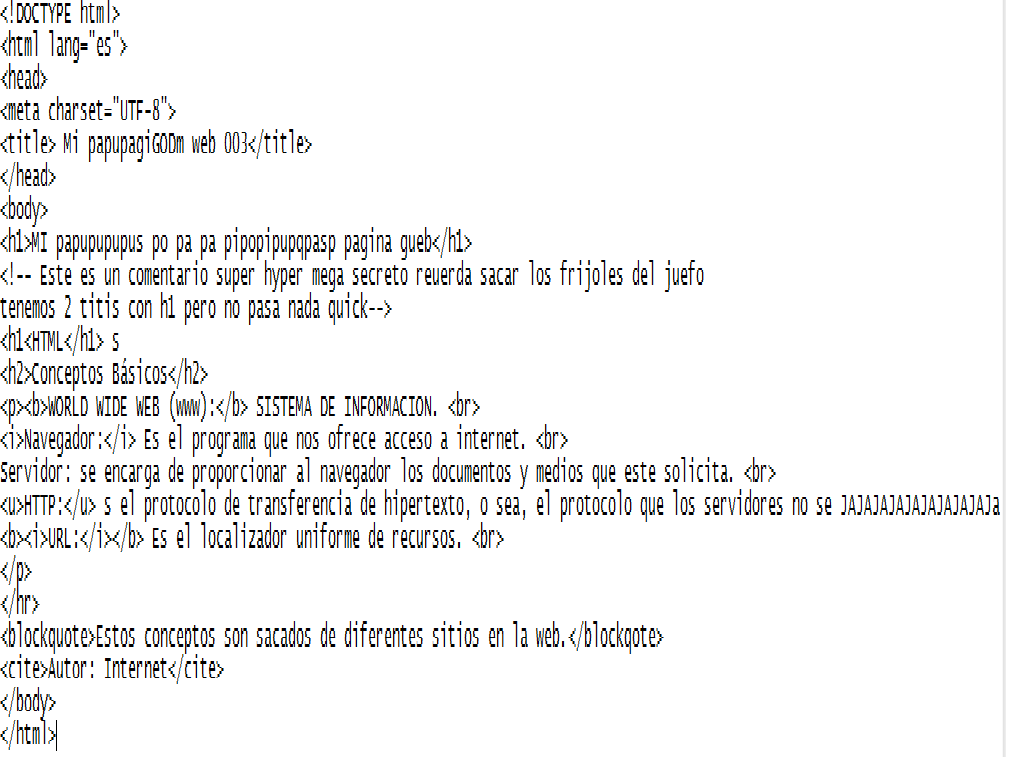 <!DOCTYPE html>
<html lang="es">
<head>
<meta charset="UTF-8">
<title> Mi papupagiGODm web 003</title>
</head>
<body>
<h1>MI papupupupus po pa pa pipopipupqpasp pagina gueb</h1>
<!-- Este es un comentario super hyper mega secreto reuerda sacar los frijoles del juefo
tenemos 2 titis con h1 pero no pasa nada quick-->
<h1<HTML</h1> s
<h2>Conceptos Básicos</h2>
<p><b>WORLD WIDE WEB (www):</b> SISTEMA DE INFORMACION. <br>
<i>Navegador:</i> Es el programa que nos ofrece acceso a internet. <br>
Servidor: se encarga de proporcionar al navegador los documentos y medios que este solicita. <br>
<u>HTTP:</u> s el protocolo de transferencia de hipertexto, o sea, el protocolo que los servidores no se JAJAJAJAJAJAJAJAJAJa
<b><i>URL:</i></b> Es el localizador uniforme de recursos. <br>
</p>
</hr>
<blockquote>Estos conceptos son sacados de diferentes sitios en la web.</blockqote>
<cite>Autor: Internet</cite>
</body>
</html>